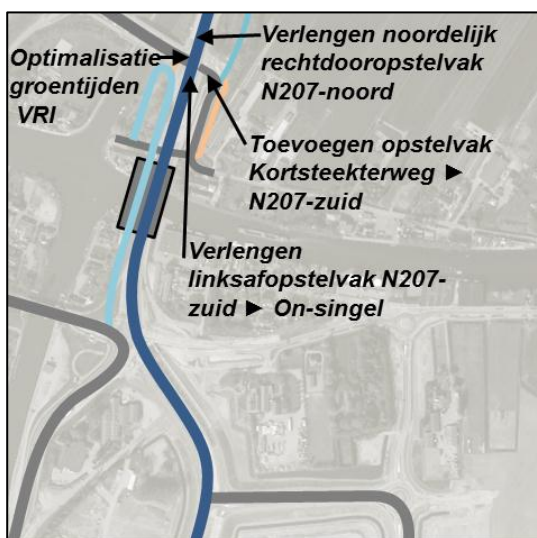 Optimalisatie
groentijden
VRI
Verlengen noordelijk
rechtdooropstelvak
N207-noord
Toevoegen opstelvak
Kortsteekterweg ►
N207-zuid
Verlengen
linksafopstelvak N207-
zuid ► On-singel